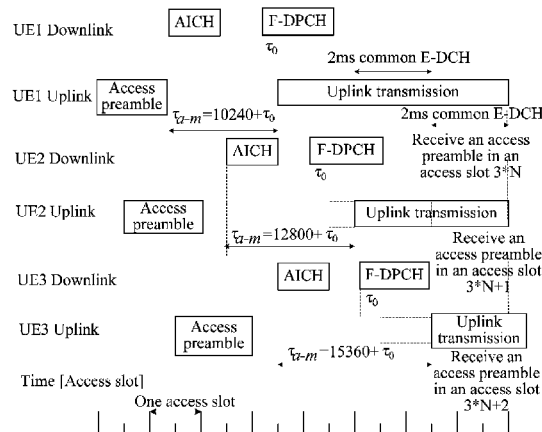 AICH
F-DPCH
UE1 Downlink
τ0
2ms common E-DCH
UE1 Uplink
Access
preamble
Uplink transmission
τa-m=10240+τ0
2ms common E-DCH
UE2 Downlink
AICH
F-DPCH
τ0
Receive an access
preamble in an
access slot 3*N
UE2 Uplink
Access
preamble
Uplink transmission
τa-m=12800+τ0
Receive an
access preamble
in an access slot
3*N+1
UE3 Downlink
AICH
F-DPCH
τ0
UE3 Uplink
Access
preamble
Uplink
transmission
τa-m=15360+τ0
Receive an
access preamble
in an access slot
3*N+2
Time [Access slot]
One access slot